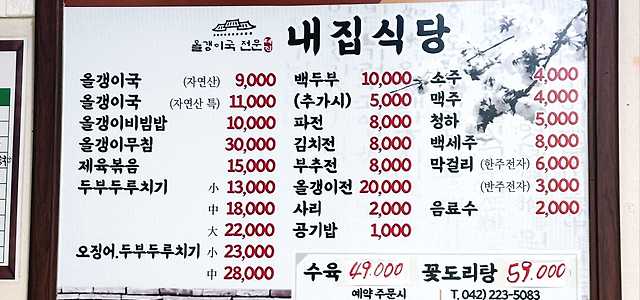 올갱이국 전문
내집식당
올갱이국 (자연산) 9,000
올갱이국 (자연산 특) 11,000
올갱이비빔밥 10,000
올갱이무침 30,000
제육볶음 15,000
두부두루치기 小 13,000
中 18,000
大 22,000
오징어.두부두루치기 小 23,000
中 28,000
백두부 10,000
(추가시) 5,000
파전 8,000
김치전 8,000
부추전 8,000
올갱이전 20,000
사리 2,000
공기밥 1,000
소주 4,000
맥주 4,000
청하 5,000
백세주 8,000
막걸리 (한주전자) 6,000
(반주전자) 3,000
음료수 2,000
수육 49.000 꽃도리탕 59.000
예약 주문시 T. 042) 223-5083